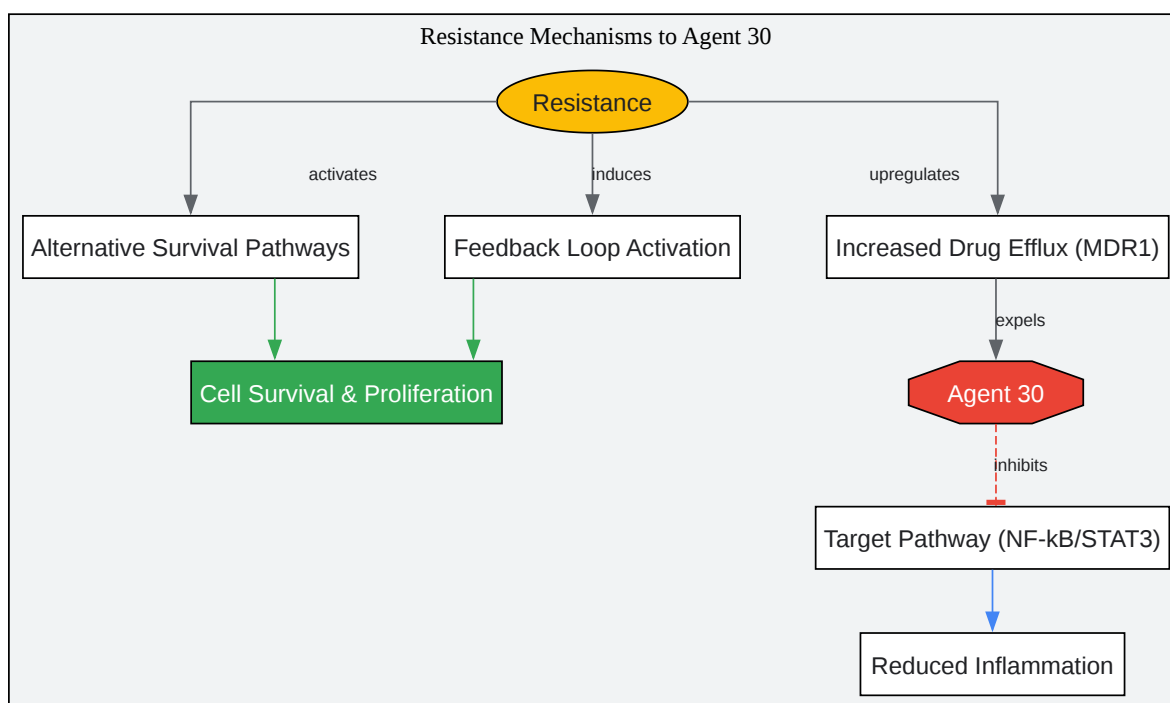 Resistance Mechanisms to Agent 30
Resistance
activates
induces
upregulates
Alternative Survival Pathways
Feedback Loop Activation
Increased Drug Efflux (MDR1)
expels
Cell Survival & Proliferation
Agent 30
inhibits
Target Pathway (NF-kB/STAT3)
Reduced Inflammation